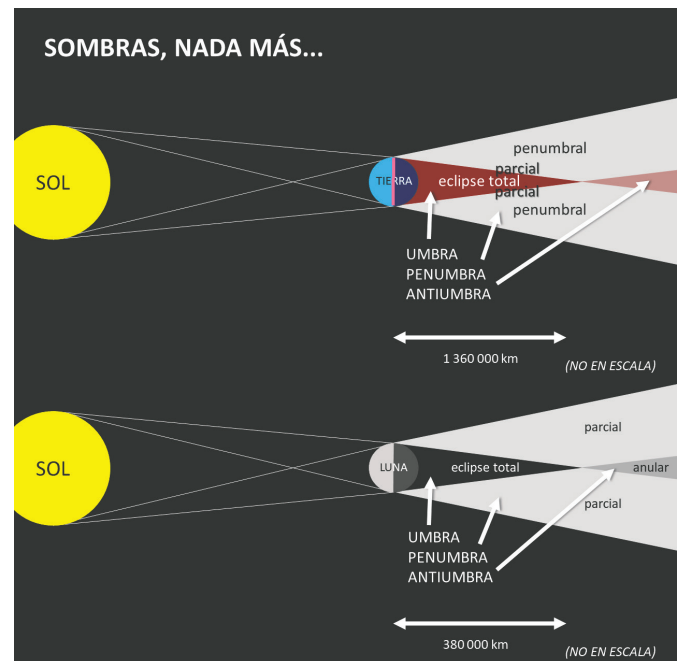 SOMBRAS, NADA MÁS...
SOL
TIERRA
penumbral
parcial
eclipse total
parcial
penumbral
UMBRA
PENUMBRA
ANTIUMBRA
1 360 000 km
(NO EN ESCALA)
SOL
LUNA
parcial
eclipse total
anular
parcial
UMBRA
PENUMBRA
ANTIUMBRA
380 000 km
(NO EN ESCALA)